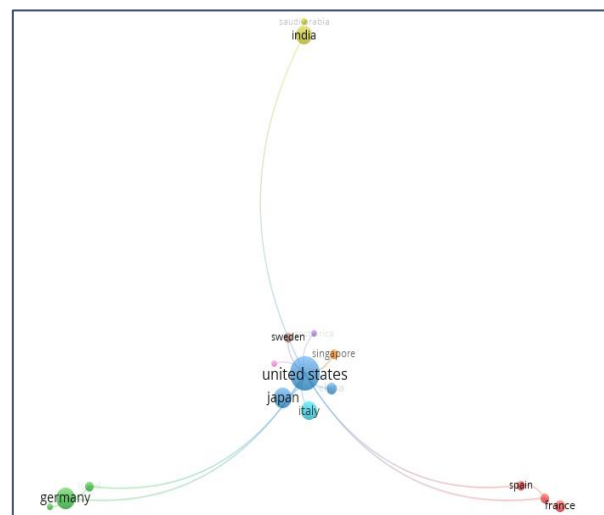 saudi arabia
india
sweden
singapore
united states
japan
italy
germany
spain
france